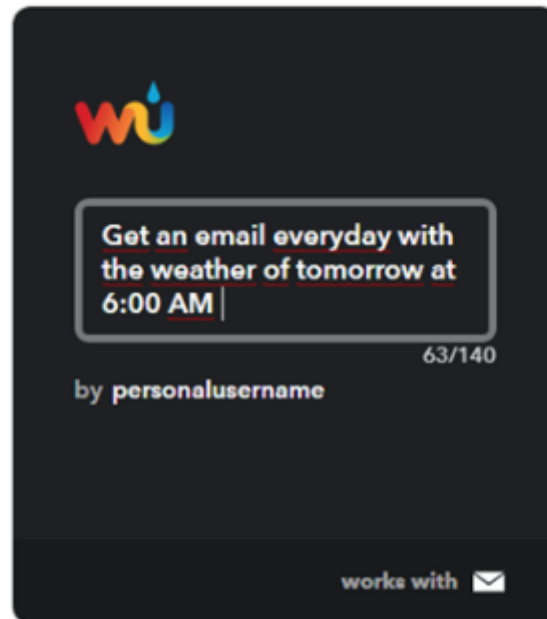 wu
Get an email everyday with
the weather of tomorrow at
6:00 AM
63/140
by personalusername
works with